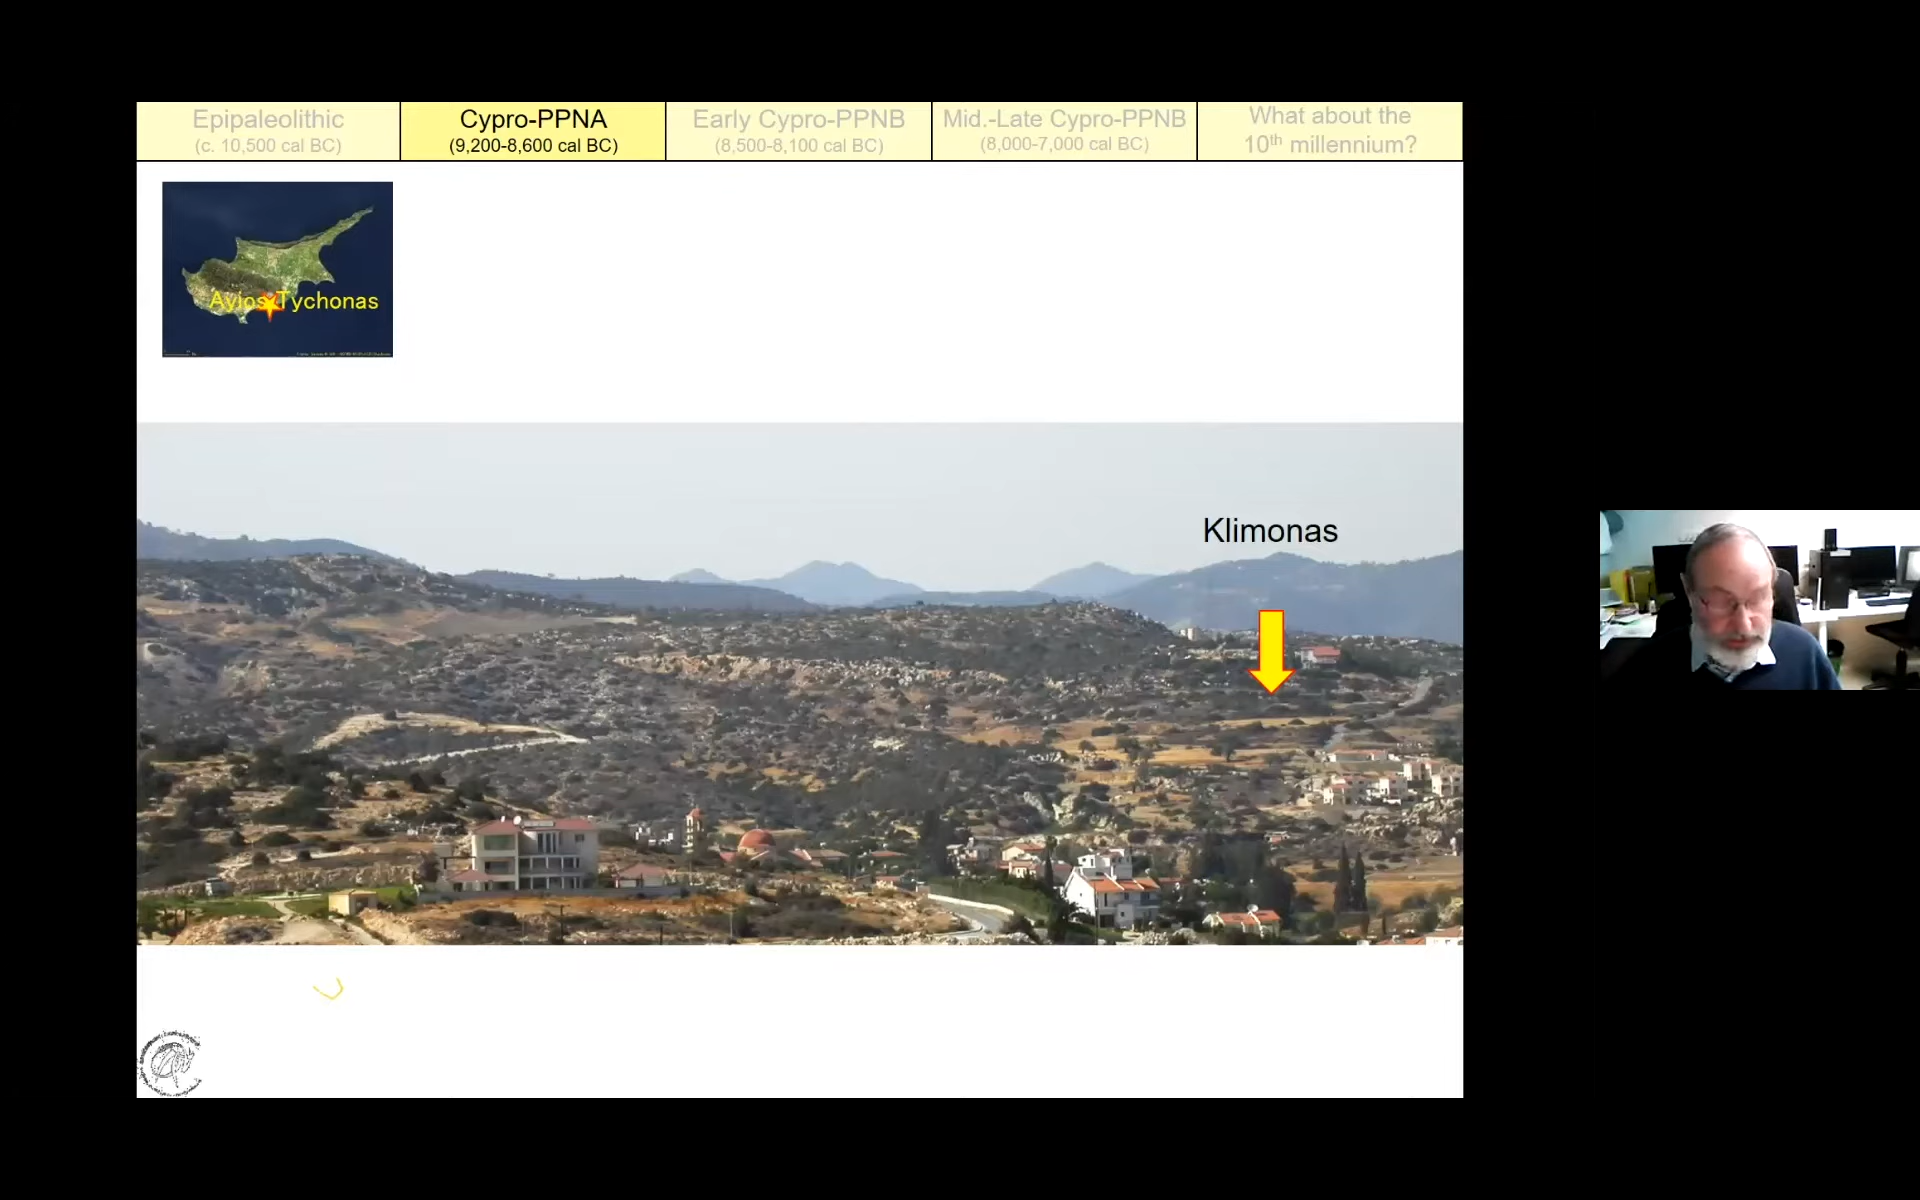 Epipaleolithic
(c. 10,500 cal BC)
Cypro-PPNA
(9,200-8,600 cal BC)
Early Cypro-PPNB
(8,500-8,100 cal BC)
Mid.-Late Cypro-PPNB
(8,000-7,000 cal BC)
What about the
10th millennium?
Ayios Tychonas
Klimonas